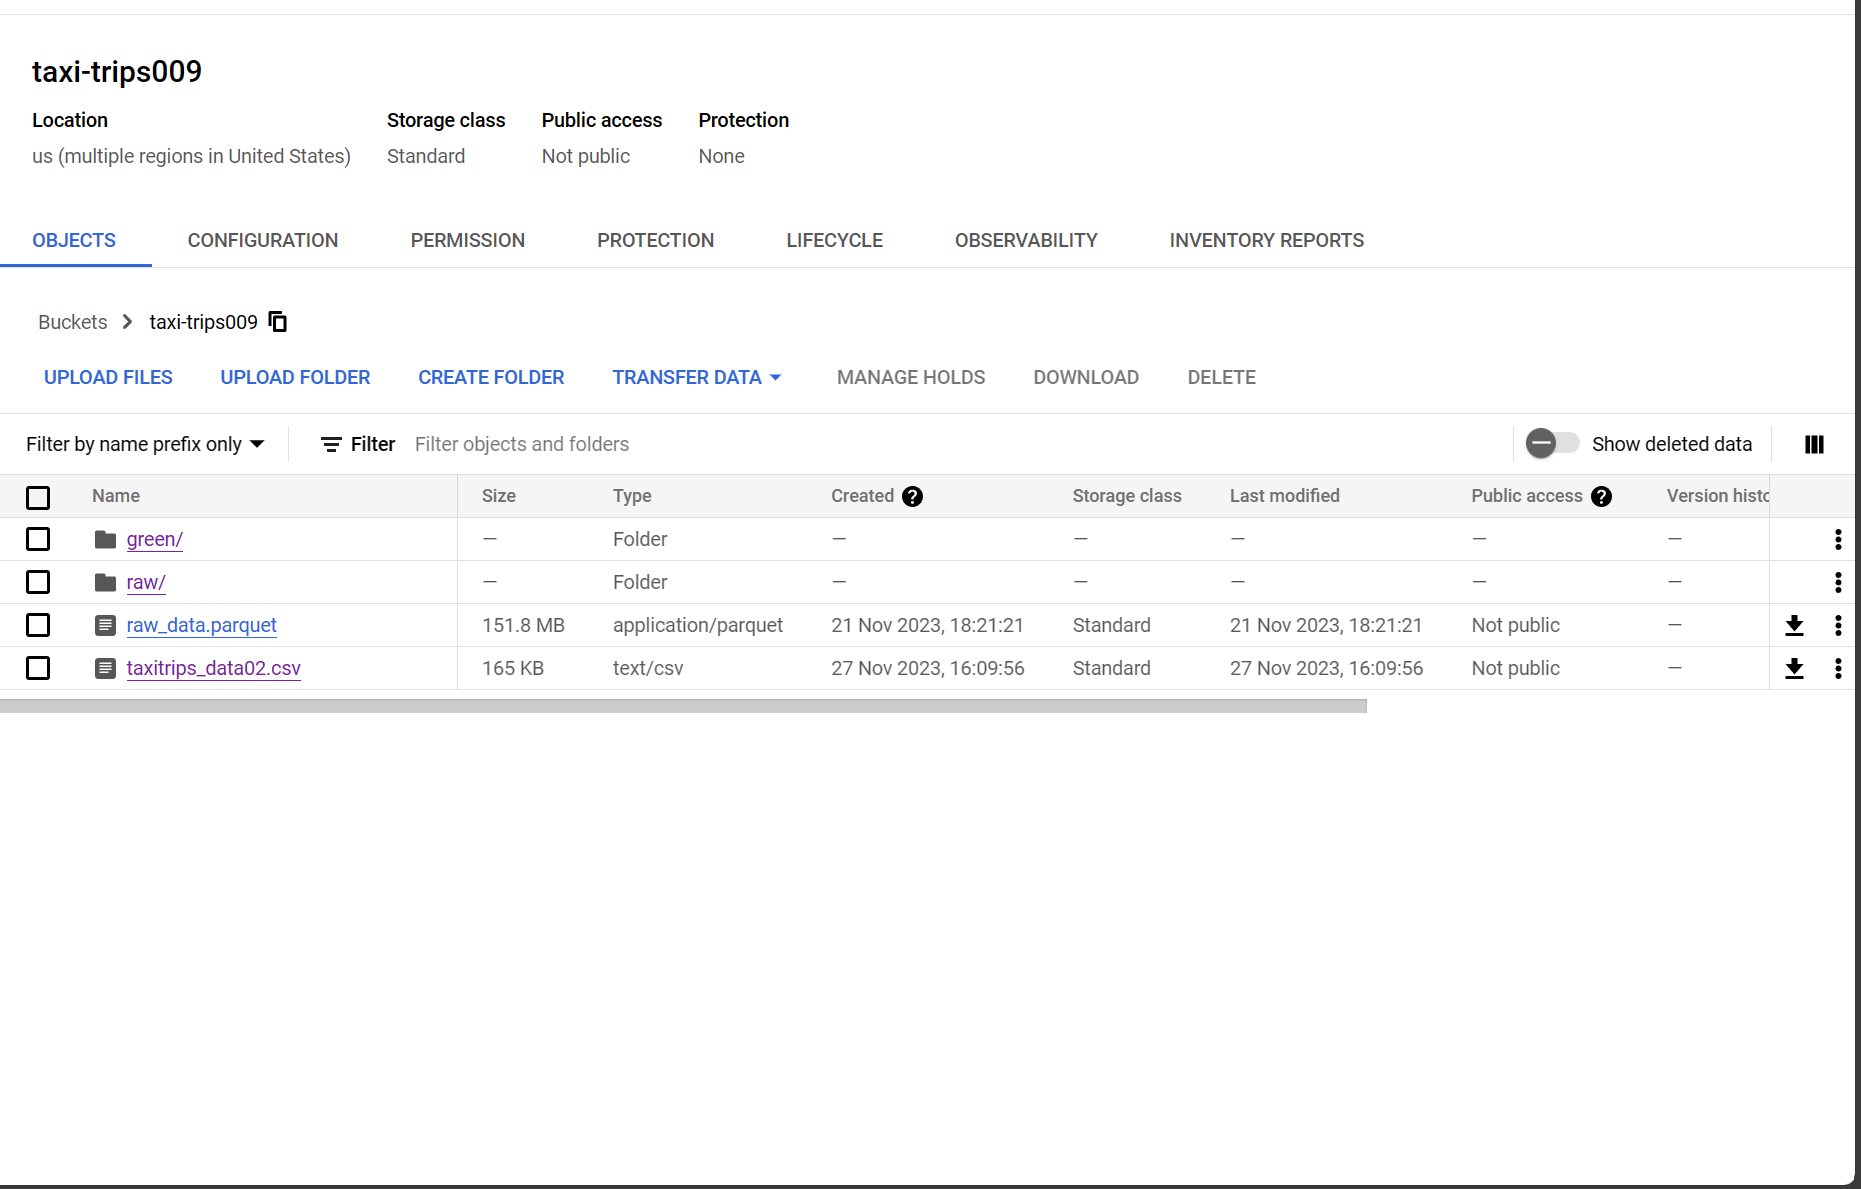 taxi-trips009
Location Storage class Public access Protection
us (multiple regions in United States) Standard Not public None
OBJECTS CONFIGURATION PERMISSION PROTECTION LIFECYCLE OBSERVABILITY INVENTORY REPORTS
Buckets taxi-trips009
UPLOAD FILES UPLOAD FOLDER CREATE FOLDER TRANSFER DATA MANAGE HOLDS DOWNLOAD DELETE
Filter by name prefix only Filter Filter objects and folders Show deleted data
Name Size Type Created Storage class Last modified Public access Version histo
green/ — Folder — — — — —
raw/ — Folder — — — — —
raw_data.parquet 151.8 MB application/parquet 21 Nov 2023, 18:21:21 Standard 21 Nov 2023, 18:21:21 Not public —
taxitrips_data02.csv 165 KB text/csv 27 Nov 2023, 16:09:56 Standard 27 Nov 2023, 16:09:56 Not public —